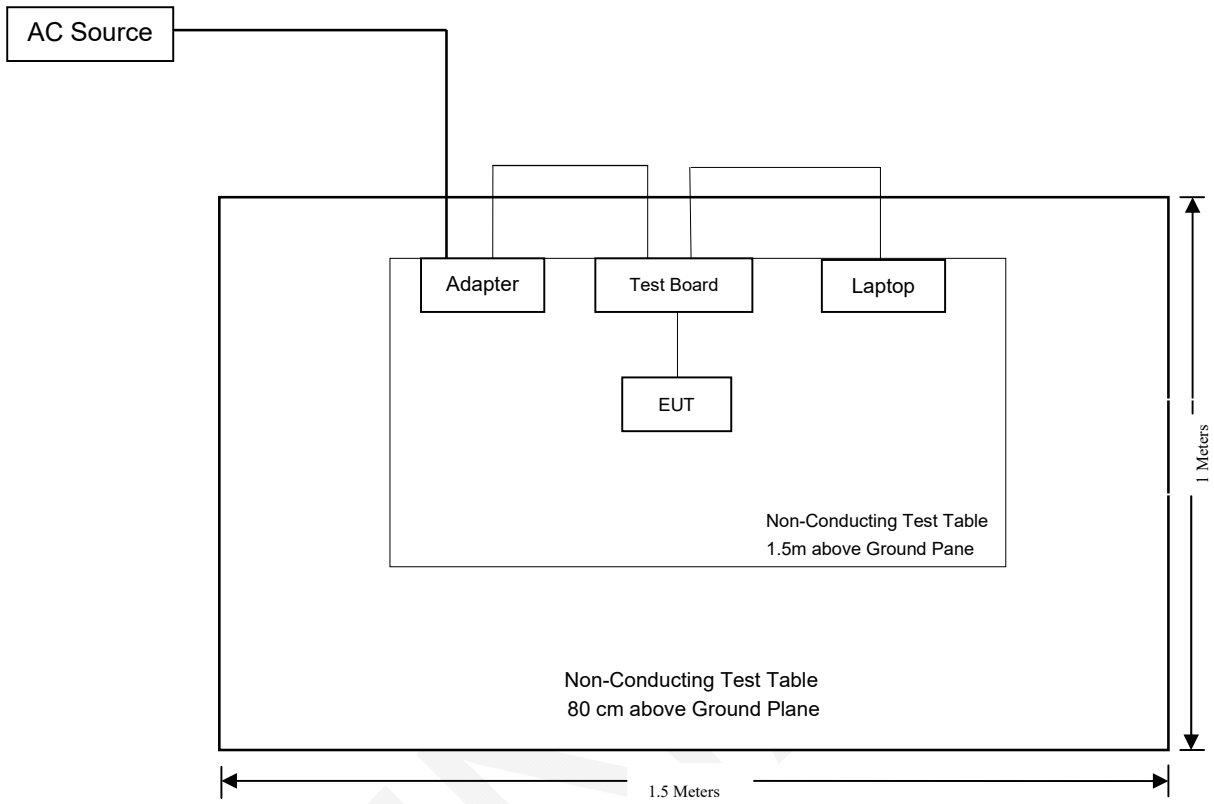 AC Source
Adapter
Test Board
Laptop
EUT
1 Meters
Non-Conducting Test Table
1.5m above Ground Pane
Non-Conducting Test Table
80 cm above Ground Plane
1.5 Meters